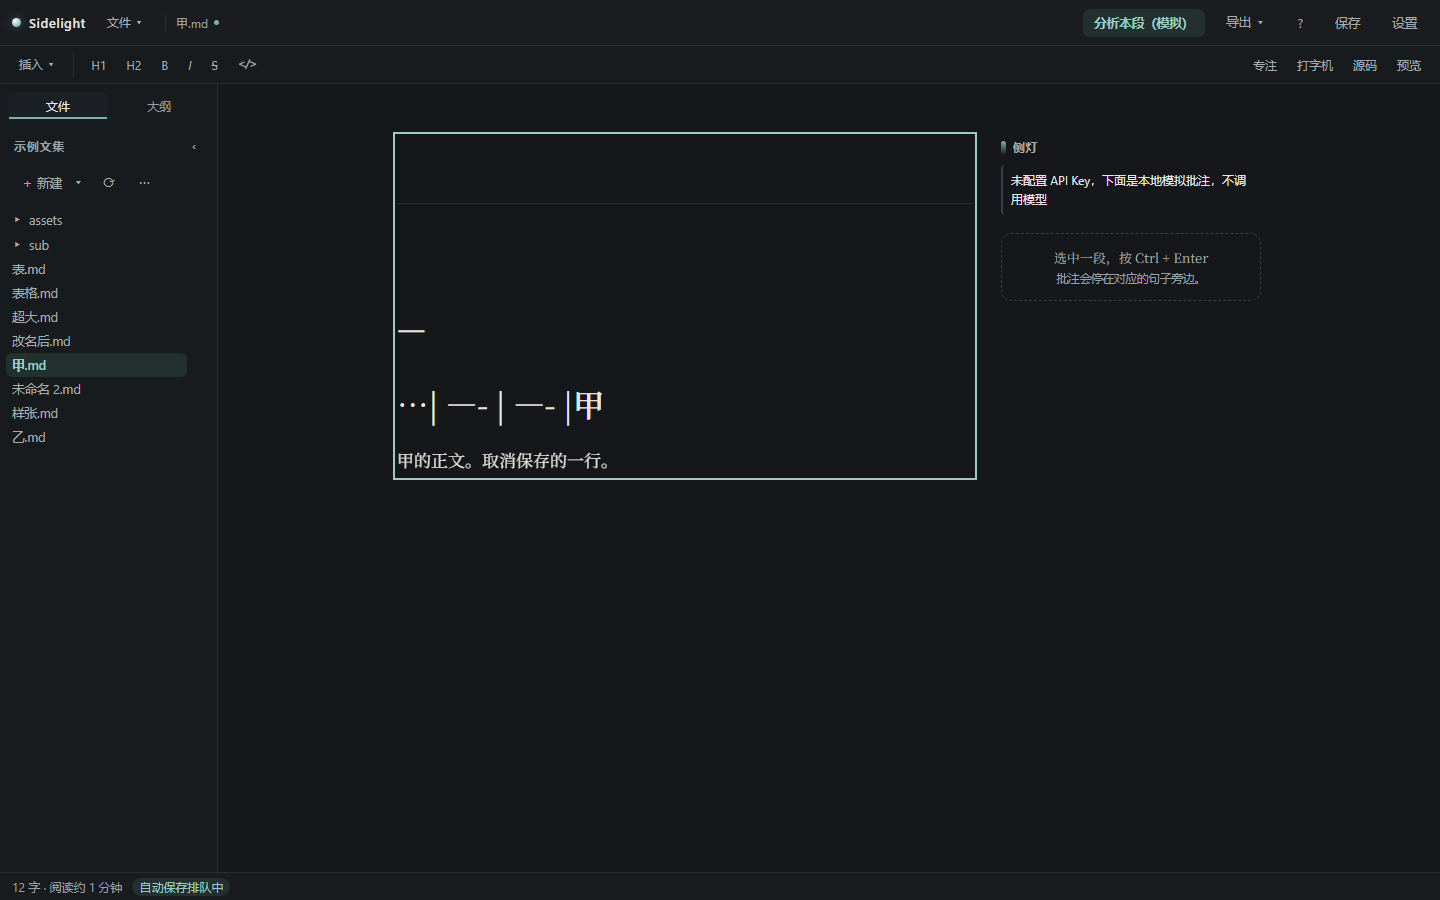 Sidelight 文件 甲.md 分析本段（模拟） 导出 ? 保存 设置
插入 H1 H2 B I S </> 专注 打字机 源码 预览
文件 大纲
示例文集
+ 新建 ...
assets
sub
表.md
表格.md
超大.md
改名后.md
甲.md
未命名 2.md
样张.md
乙.md
—
…| —- | —- |甲
甲的正文。取消保存的一行。
侧灯
未配置 API Key，下面是本地模拟批注，不调
用模型
选中一段，按 Ctrl + Enter
批注会停在对应的句子旁边。
12 字 · 阅读约 1 分钟 自动保存排队中